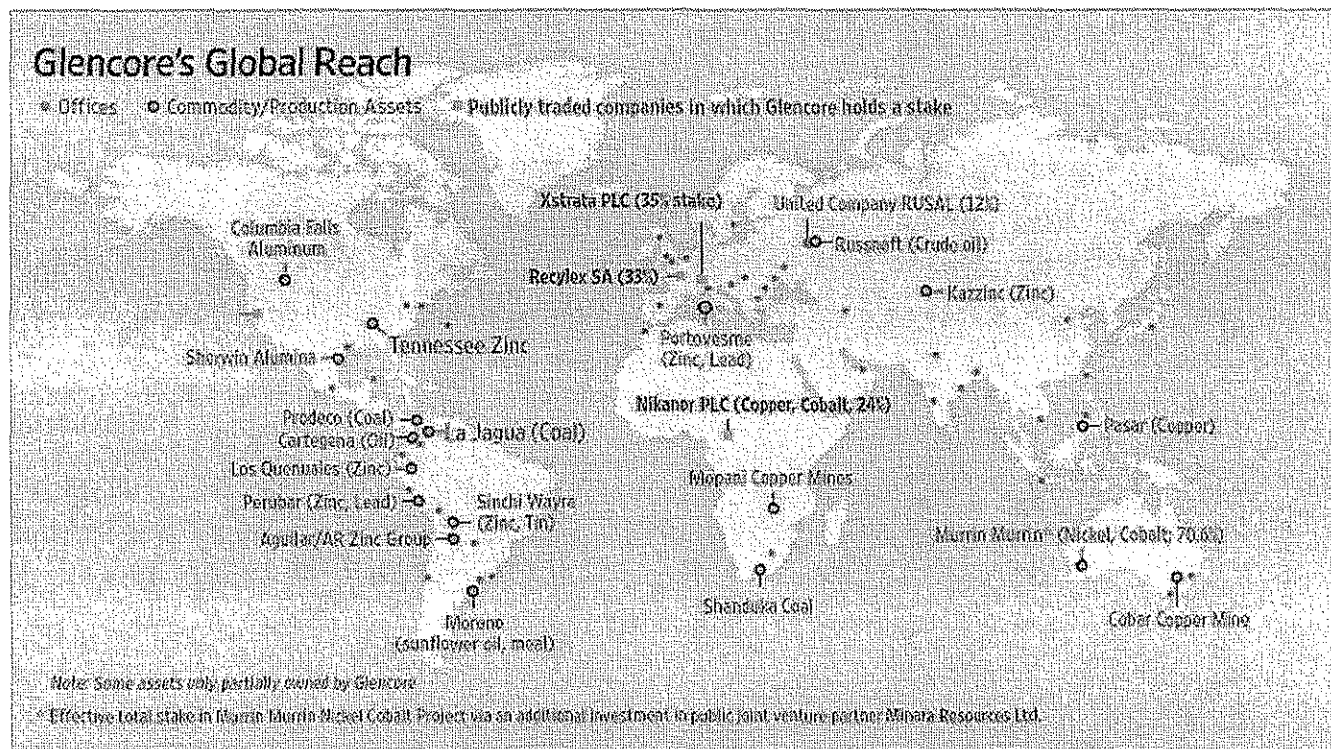 Glencore's Global Reach
Offices Commodity/Production Assets Publicly traded companies in which Glencore holds a stake
Xstrata PLC (35% stake)
United Company RUSAL (12%)
Columbia Falls
Aluminum
Russneft (Crude oil)
Recylex SA (33%)
Kazzinc (Zinc)
Tennessee Zinc
Portovesme
(Zinc, Lead)
Sherwin Alumina
Nikanor PLC (Copper, Cobalt, 24%)
Prodeco (Coal)
La Jagua (Coal)
Cartegena (Oil)
Pasar (Copper)
Los Quenuales (Zinc)
Mopani Copper Mines
Perubar (Zinc, Lead)
Sinchi Wayra
(Zinc, Tin)
Aguilar/AR Zinc Group
Murrin Murrin* (Nickel, Cobalt; 70.6%)
Shanduka Coal
Cobar Copper Mine
Moreno
(sunflower oil, meal)
Note: Some assets only partially owned by Glencore
* Effective total stake in Murrin Murrin Nickel Cobalt Project via an additional investment in public joint venture partner Minara Resources Ltd.